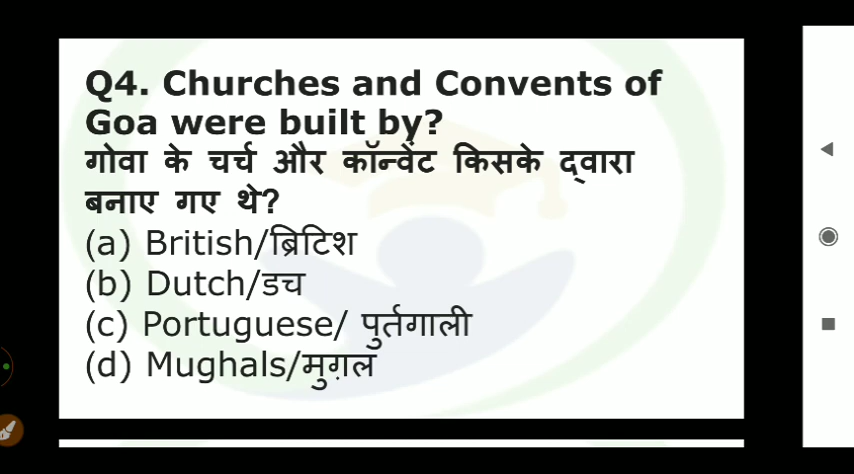 Q4. Churches and Convents of
Goa were built by?
गोवा के चर्च और कॉन्वेंट किसके द्वारा
बनाए गए थे?
(a) British/ब्रिटिश
(b) Dutch/डच
(c) Portuguese/ पुर्तगाली
(d) Mughals/मुग़ल